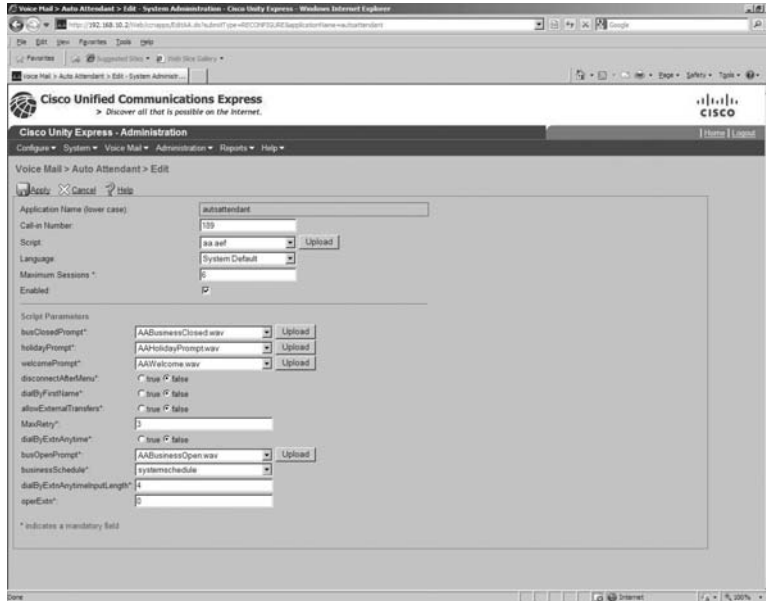 Voice Mail > Auto Attendant > Edit - System Administration - Cisco Unity Express - Windows Internet Explorer
Google
File Edit View Favorites Tools Help
Favorites Suggested Sites Web Slice Gallery
Voice Mail > Auto Attendant > Edit - System Administr...
Page Safety Tools
Cisco Unified Communications Express
> Discover all that is possible on the Internet.
CISCO
Cisco Unity Express - Administration
Home | Logout
Configure System Voice Mail Administration Reports Help
Voice Mail > Auto Attendant > Edit
Apply Cancel Help
Application Name (lower case): autoattendant
Call-in Number: 189
Script: aa.aef Upload
Language: System Default
Maximum Sessions *: 6
Enabled:
Script Parameters
busClosedPrompt*: AABusinessClosed.wav Upload
holidayPrompt*: AAHolidayPrompt.wav Upload
welcomePrompt*: AAWelcome.wav Upload
disconnectAfterMenu*: true false
dialByFirstName*: true false
allowExternalTransfers*: true false
MaxRetry*: 3
dialByExtnAnytime*: true false
busOpenPrompt*: AABusinessOpen.wav Upload
businessSchedule*: systemschedule
dialByExtnAnytimeInputLength*: 4
operExtn*: 0
* indicates a mandatory field
Done
Internet
100%